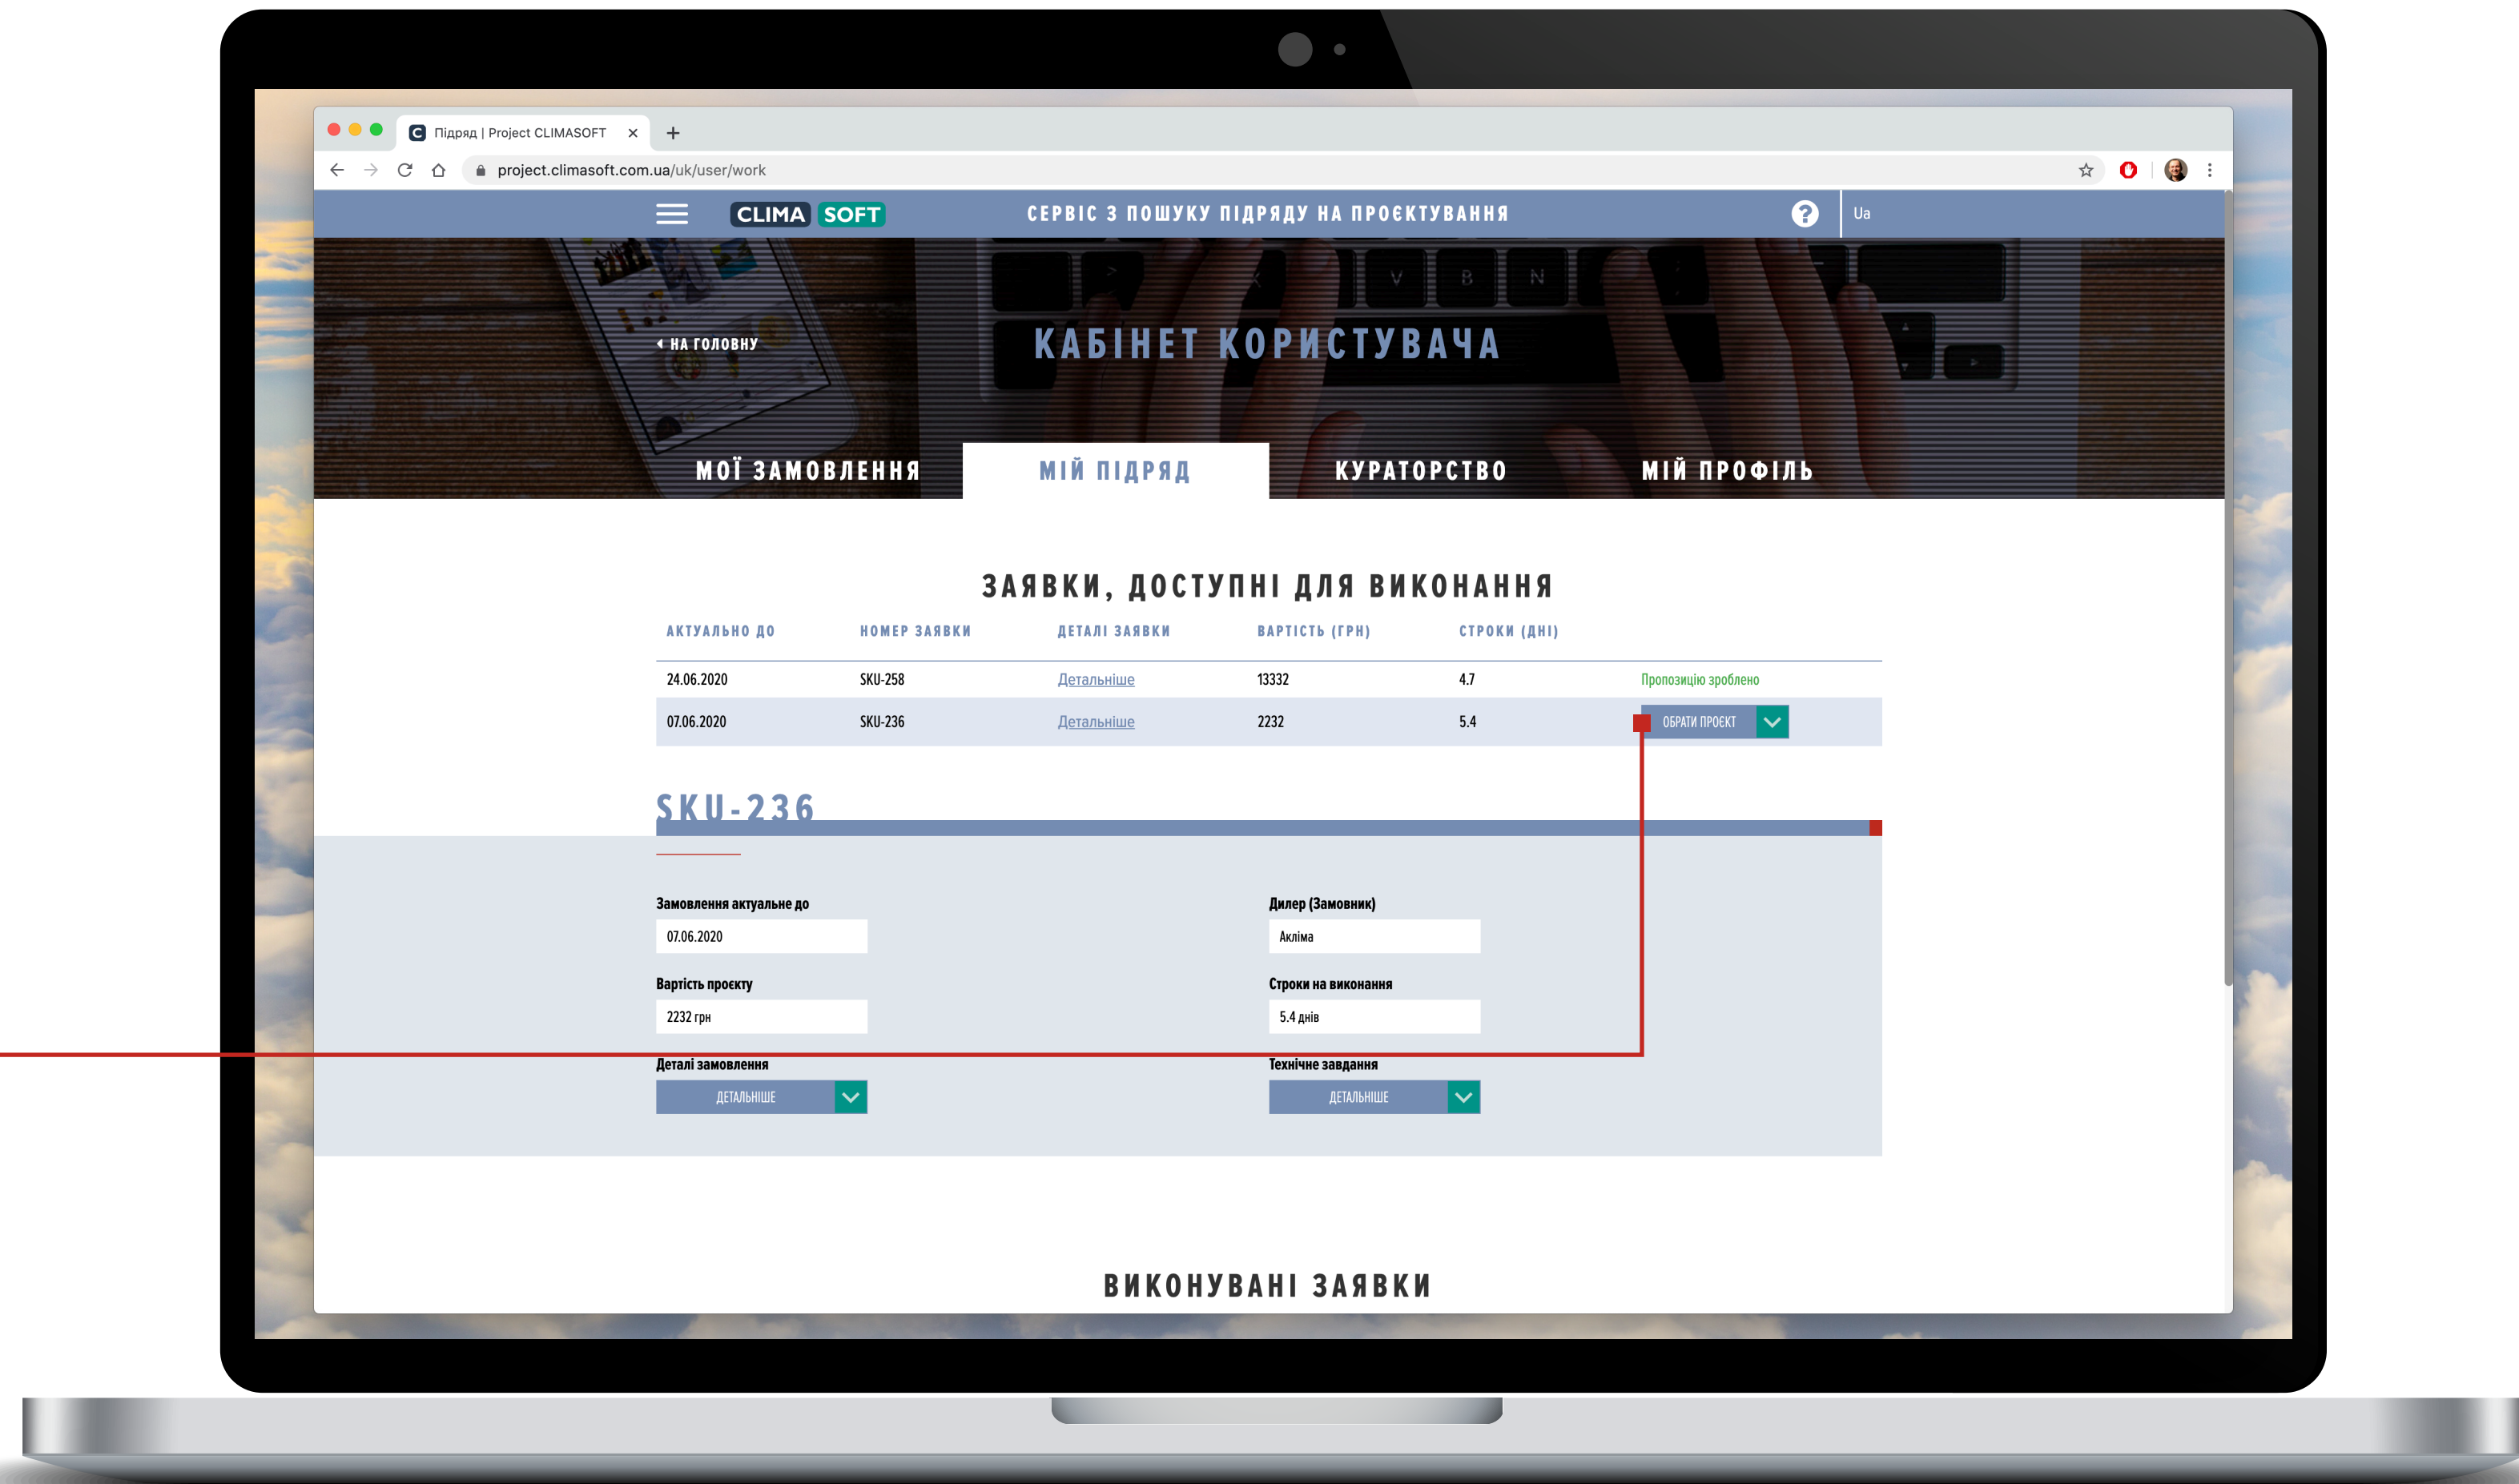 Підряд | Project CLIMASOFT
project.climasoft.com.ua/uk/user/work
CLIMA SOFT
СЕРВІС З ПОШУКУ ПІДРЯДУ НА ПРОЄКТУВАННЯ
? Ua
V B N
НА ГОЛОВНУ
КАБІНЕТ КОРИСТУВАЧА
МОЇ ЗАМОВЛЕННЯ МІЙ ПІДРЯД КУРАТОРСТВО МІЙ ПРОФІЛЬ
ЗАЯВКИ, ДОСТУПНІ ДЛЯ ВИКОНАННЯ
АКТУАЛЬНО ДО НОМЕР ЗАЯВКИ ДЕТАЛІ ЗАЯВКИ ВАРТІСТЬ (ГРН) СТРОКИ (ДНІ)
24.06.2020 SKU-258 Детальніше 13332 4.7 Пропозицію зроблено
07.06.2020 SKU-236 Детальніше 2232 5.4 ОБРАТИ ПРОЄКТ
SKU-236
Замовлення актуальне до Дилер (Замовник)
07.06.2020 Акліма
Вартість проєкту Строки на виконання
2232 грн 5.4 днів
Деталі замовлення Технічне завдання
ДЕТАЛЬНІШЕ ДЕТАЛЬНІШЕ
ВИКОНУВАНІ ЗАЯВКИ